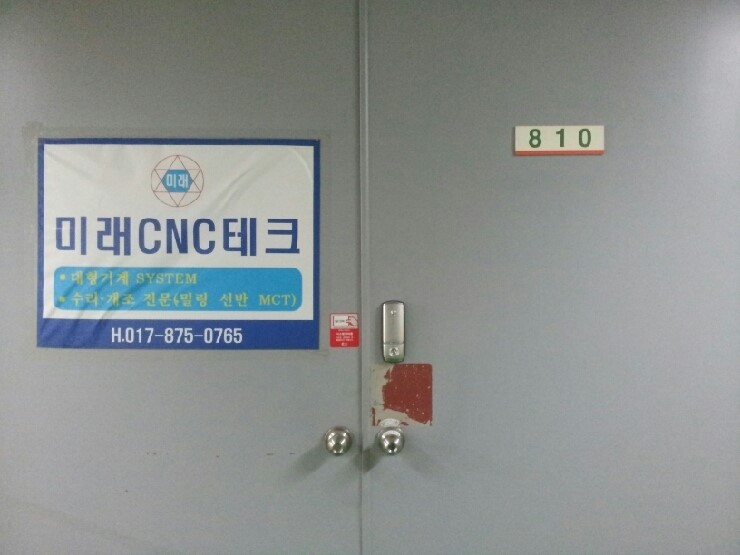 미래
미래CNC테크
• 대형기계 SYSTEM
• 수리·개조 전문(밀링 선반 MCT)
H.017-875-0765
810